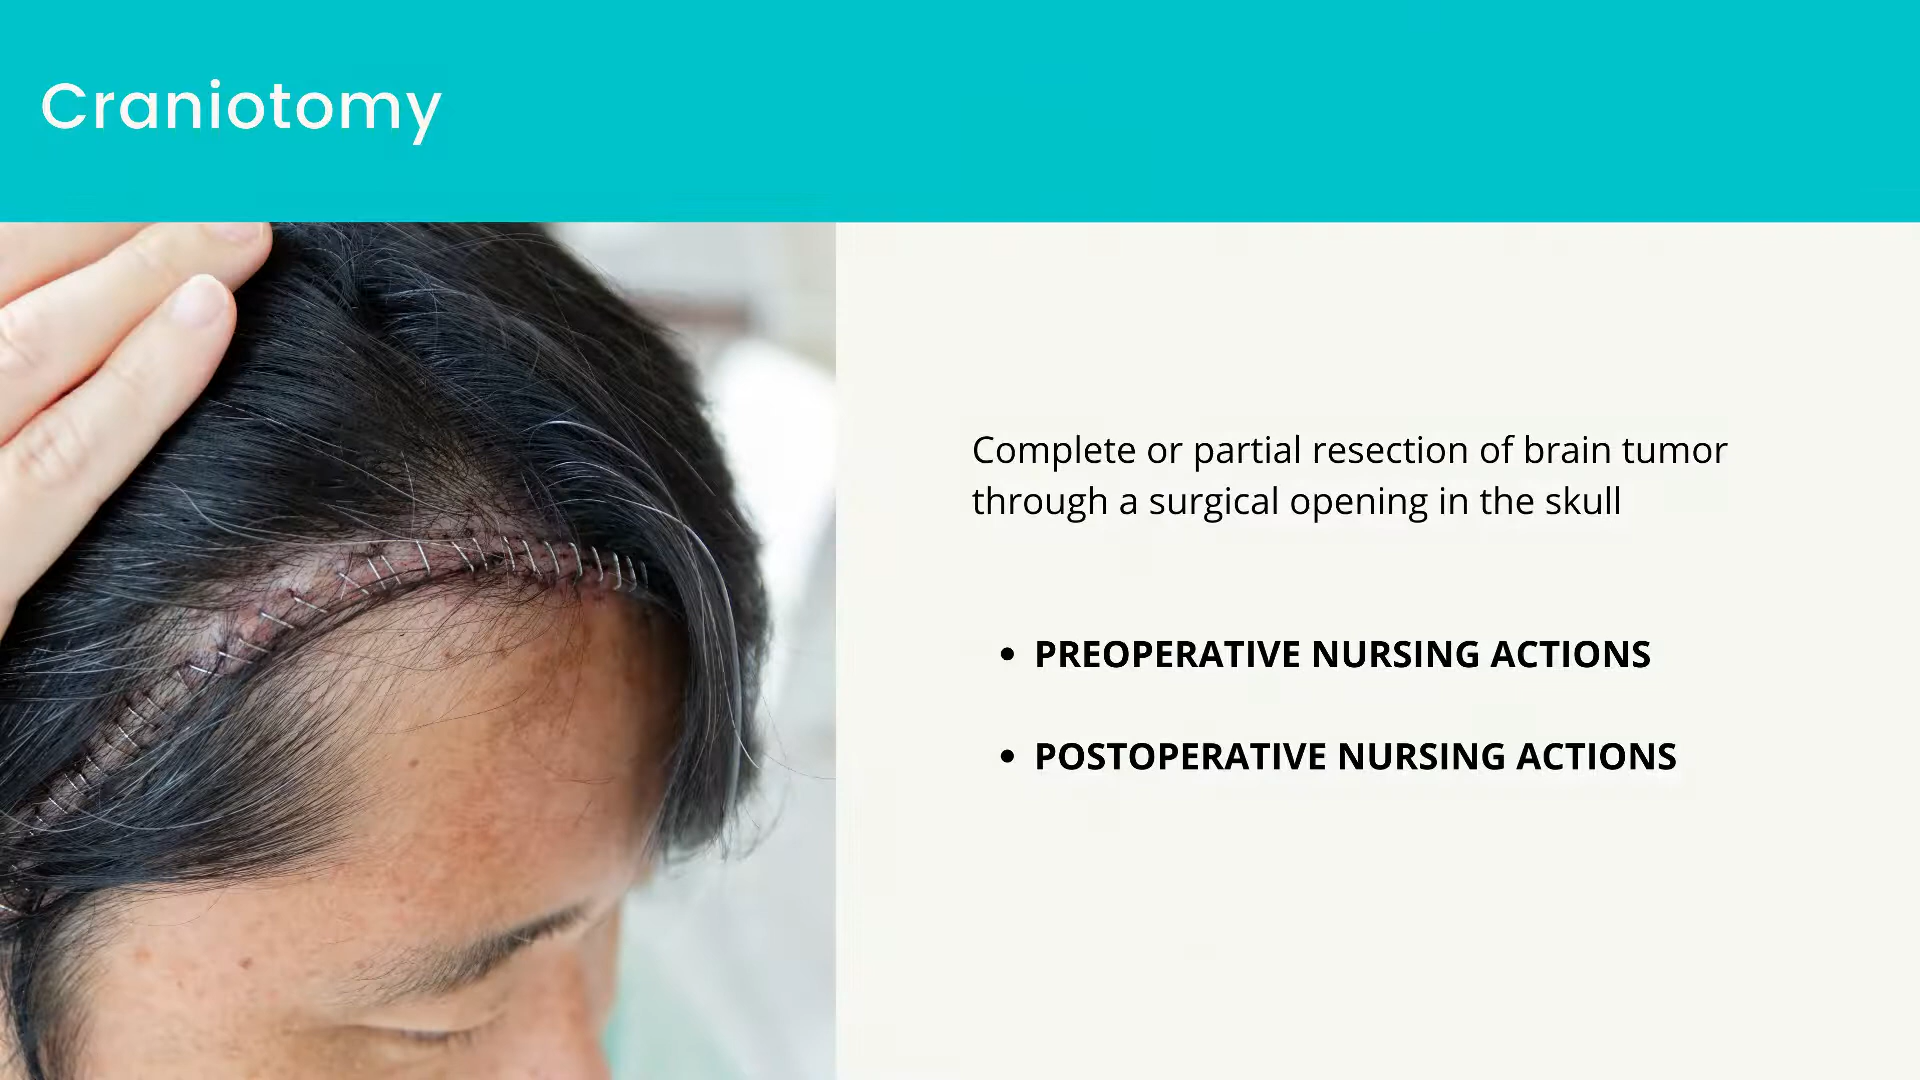 Craniotomy
Complete or partial resection of brain tumor
through a surgical opening in the skull
• PREOPERATIVE NURSING ACTIONS
• POSTOPERATIVE NURSING ACTIONS